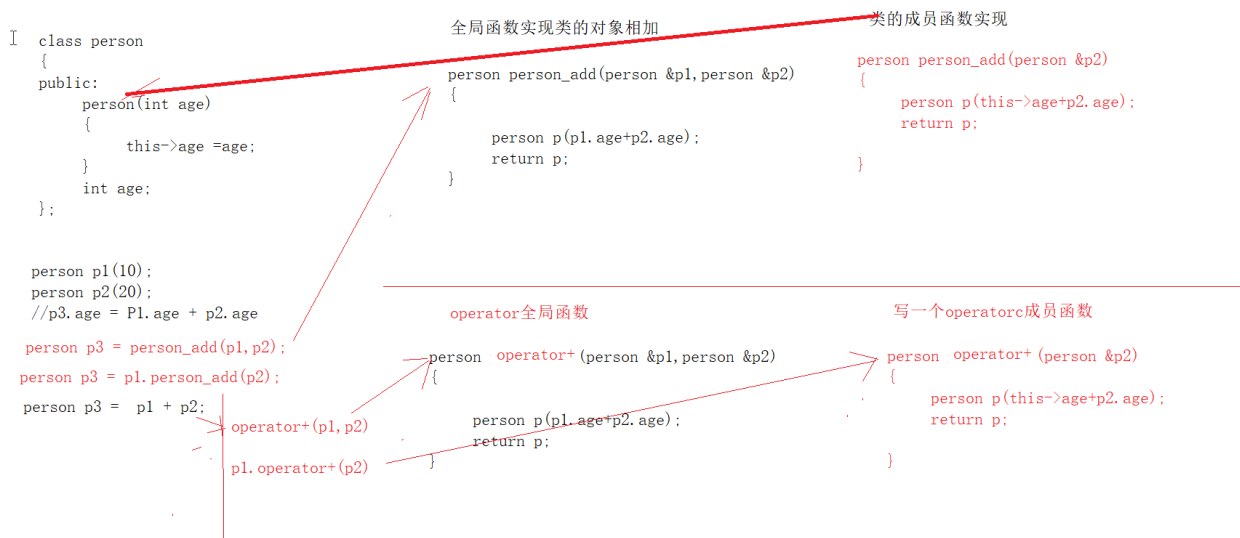 class person
{
public:
person(int age)
{
this->age =age;
}
int age;
};
全局函数实现类的对象相加
person person_add(person &p1,person &p2)
{
person p(p1.age+p2.age);
return p;
}
类的成员函数实现
person person_add(person &p2)
{
person p(this->age+p2.age);
return p;
}
person p1(10);
person p2(20);
//p3.age = P1.age + p2.age
person p3 = person_add(p1,p2);
person p3 = p1.person_add(p2);
person p3 = p1 + p2;
operator+(p1,p2)
p1.operator+(p2)
operator全局函数
person operator+ (person &p1,person &p2)
{
person p(p1.age+p2.age);
return p;
}
写一个operatorc成员函数
person operator+ (person &p2)
{
person p(this->age+p2.age);
return p;
}